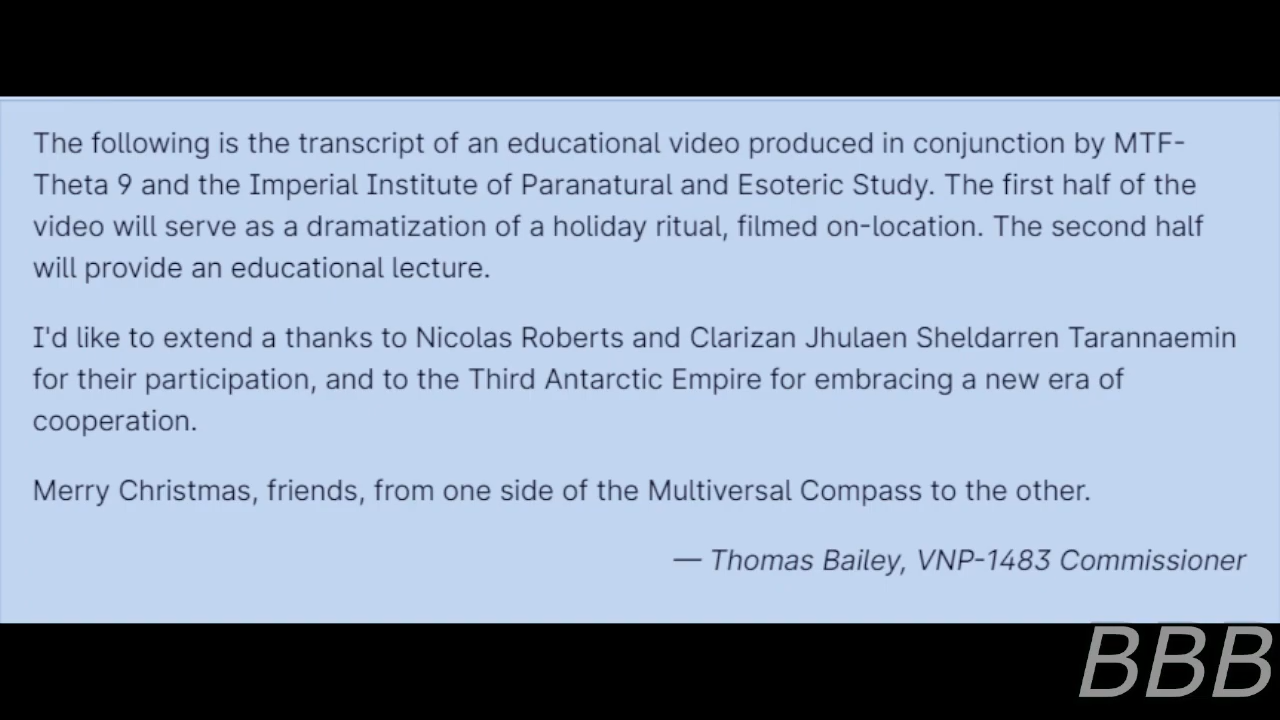 The following is the transcript of an educational video produced in conjunction by MTF-
Theta 9 and the Imperial Institute of Paranatural and Esoteric Study. The first half of the
video will serve as a dramatization of a holiday ritual, filmed on-location. The second half
will provide an educational lecture.
I'd like to extend a thanks to Nicolas Roberts and Clarizan Jhulaen Sheldarren Tarannaemin
for their participation, and to the Third Antarctic Empire for embracing a new era of
cooperation.
Merry Christmas, friends, from one side of the Multiversal Compass to the other.
— Thomas Bailey, VNP-1483 Commissioner
BBB